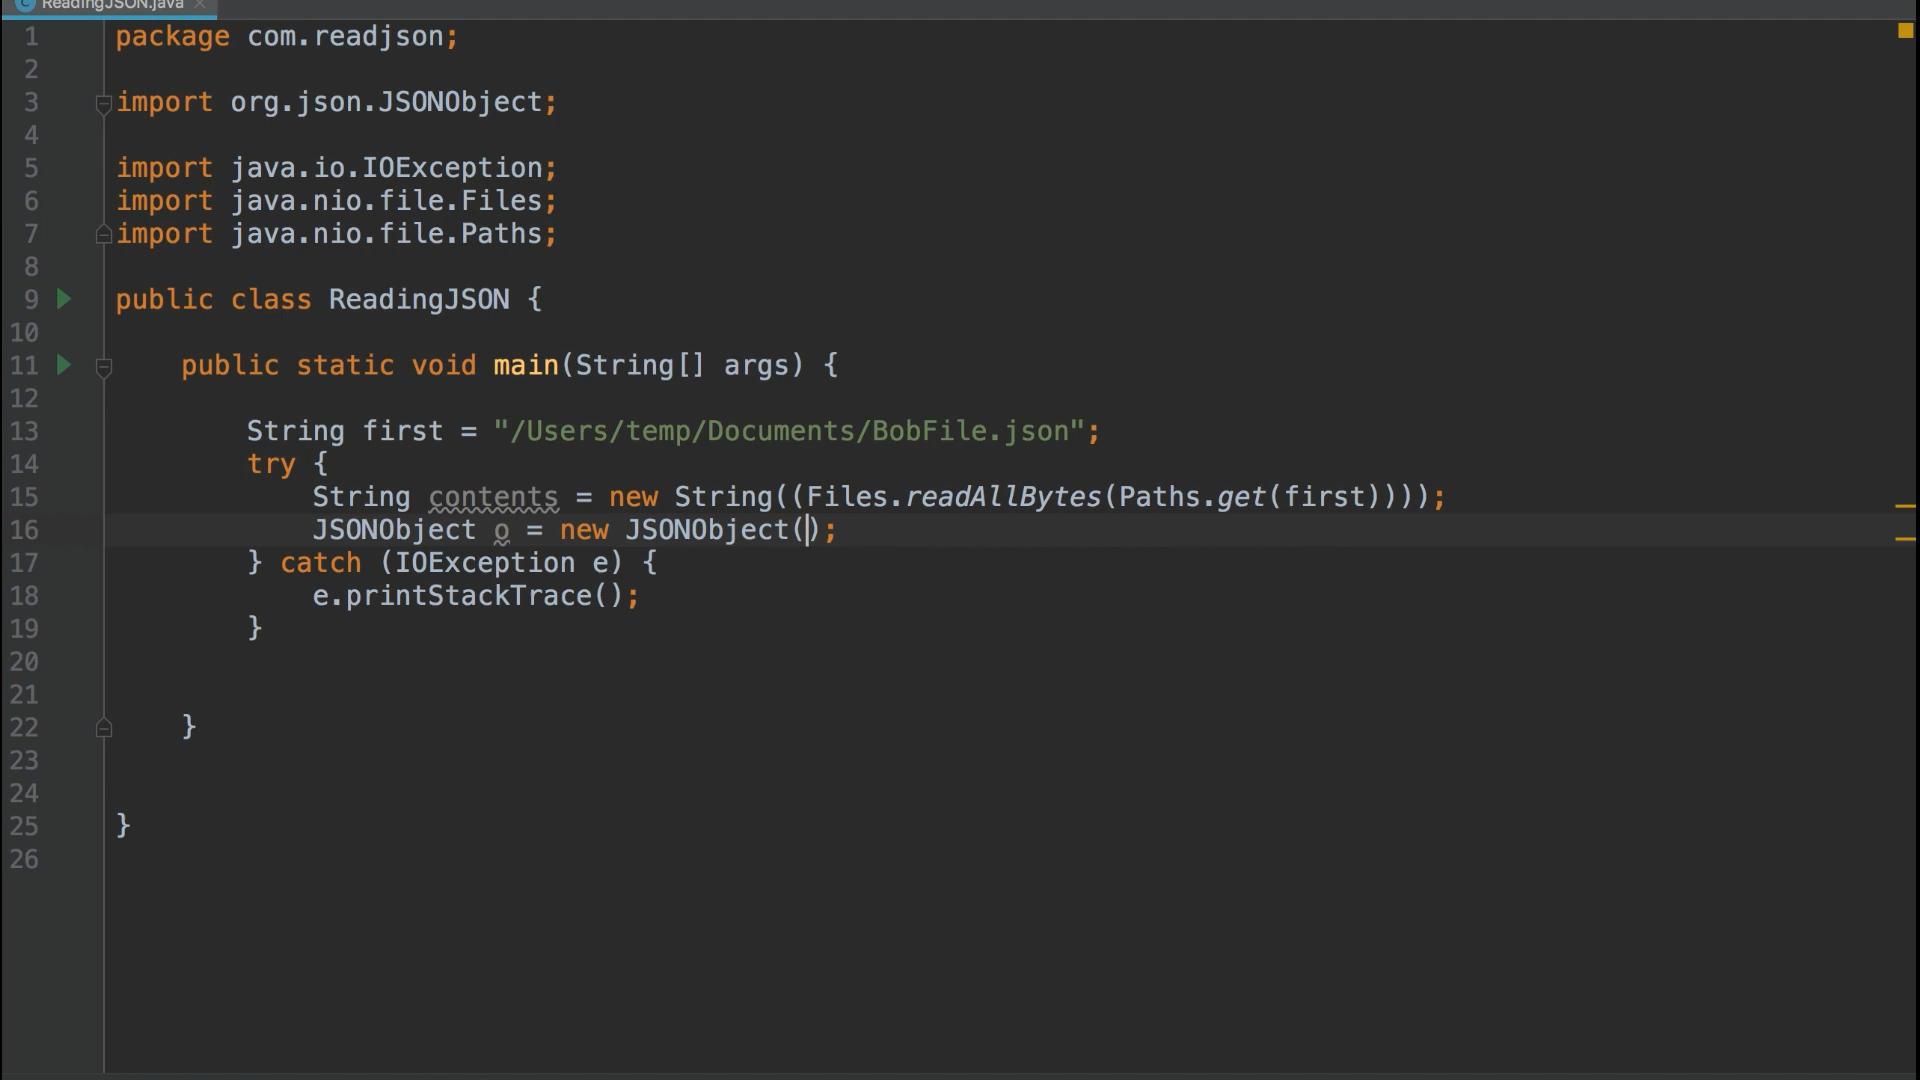 ReadingJSON.java
1 package com.readjson;
2
3 import org.json.JSONObject;
4
5 import java.io.IOException;
6 import java.nio.file.Files;
7 import java.nio.file.Paths;
8
9 public class ReadingJSON {
10
11 public static void main(String[] args) {
12
13 String first = "/Users/temp/Documents/BobFile.json";
14 try {
15 String contents = new String((Files.readAllBytes(Paths.get(first))));
16 JSONObject o = new JSONObject();
17 } catch (IOException e) {
18 e.printStackTrace();
19 }
20
21
22 }
23
24
25 }
26